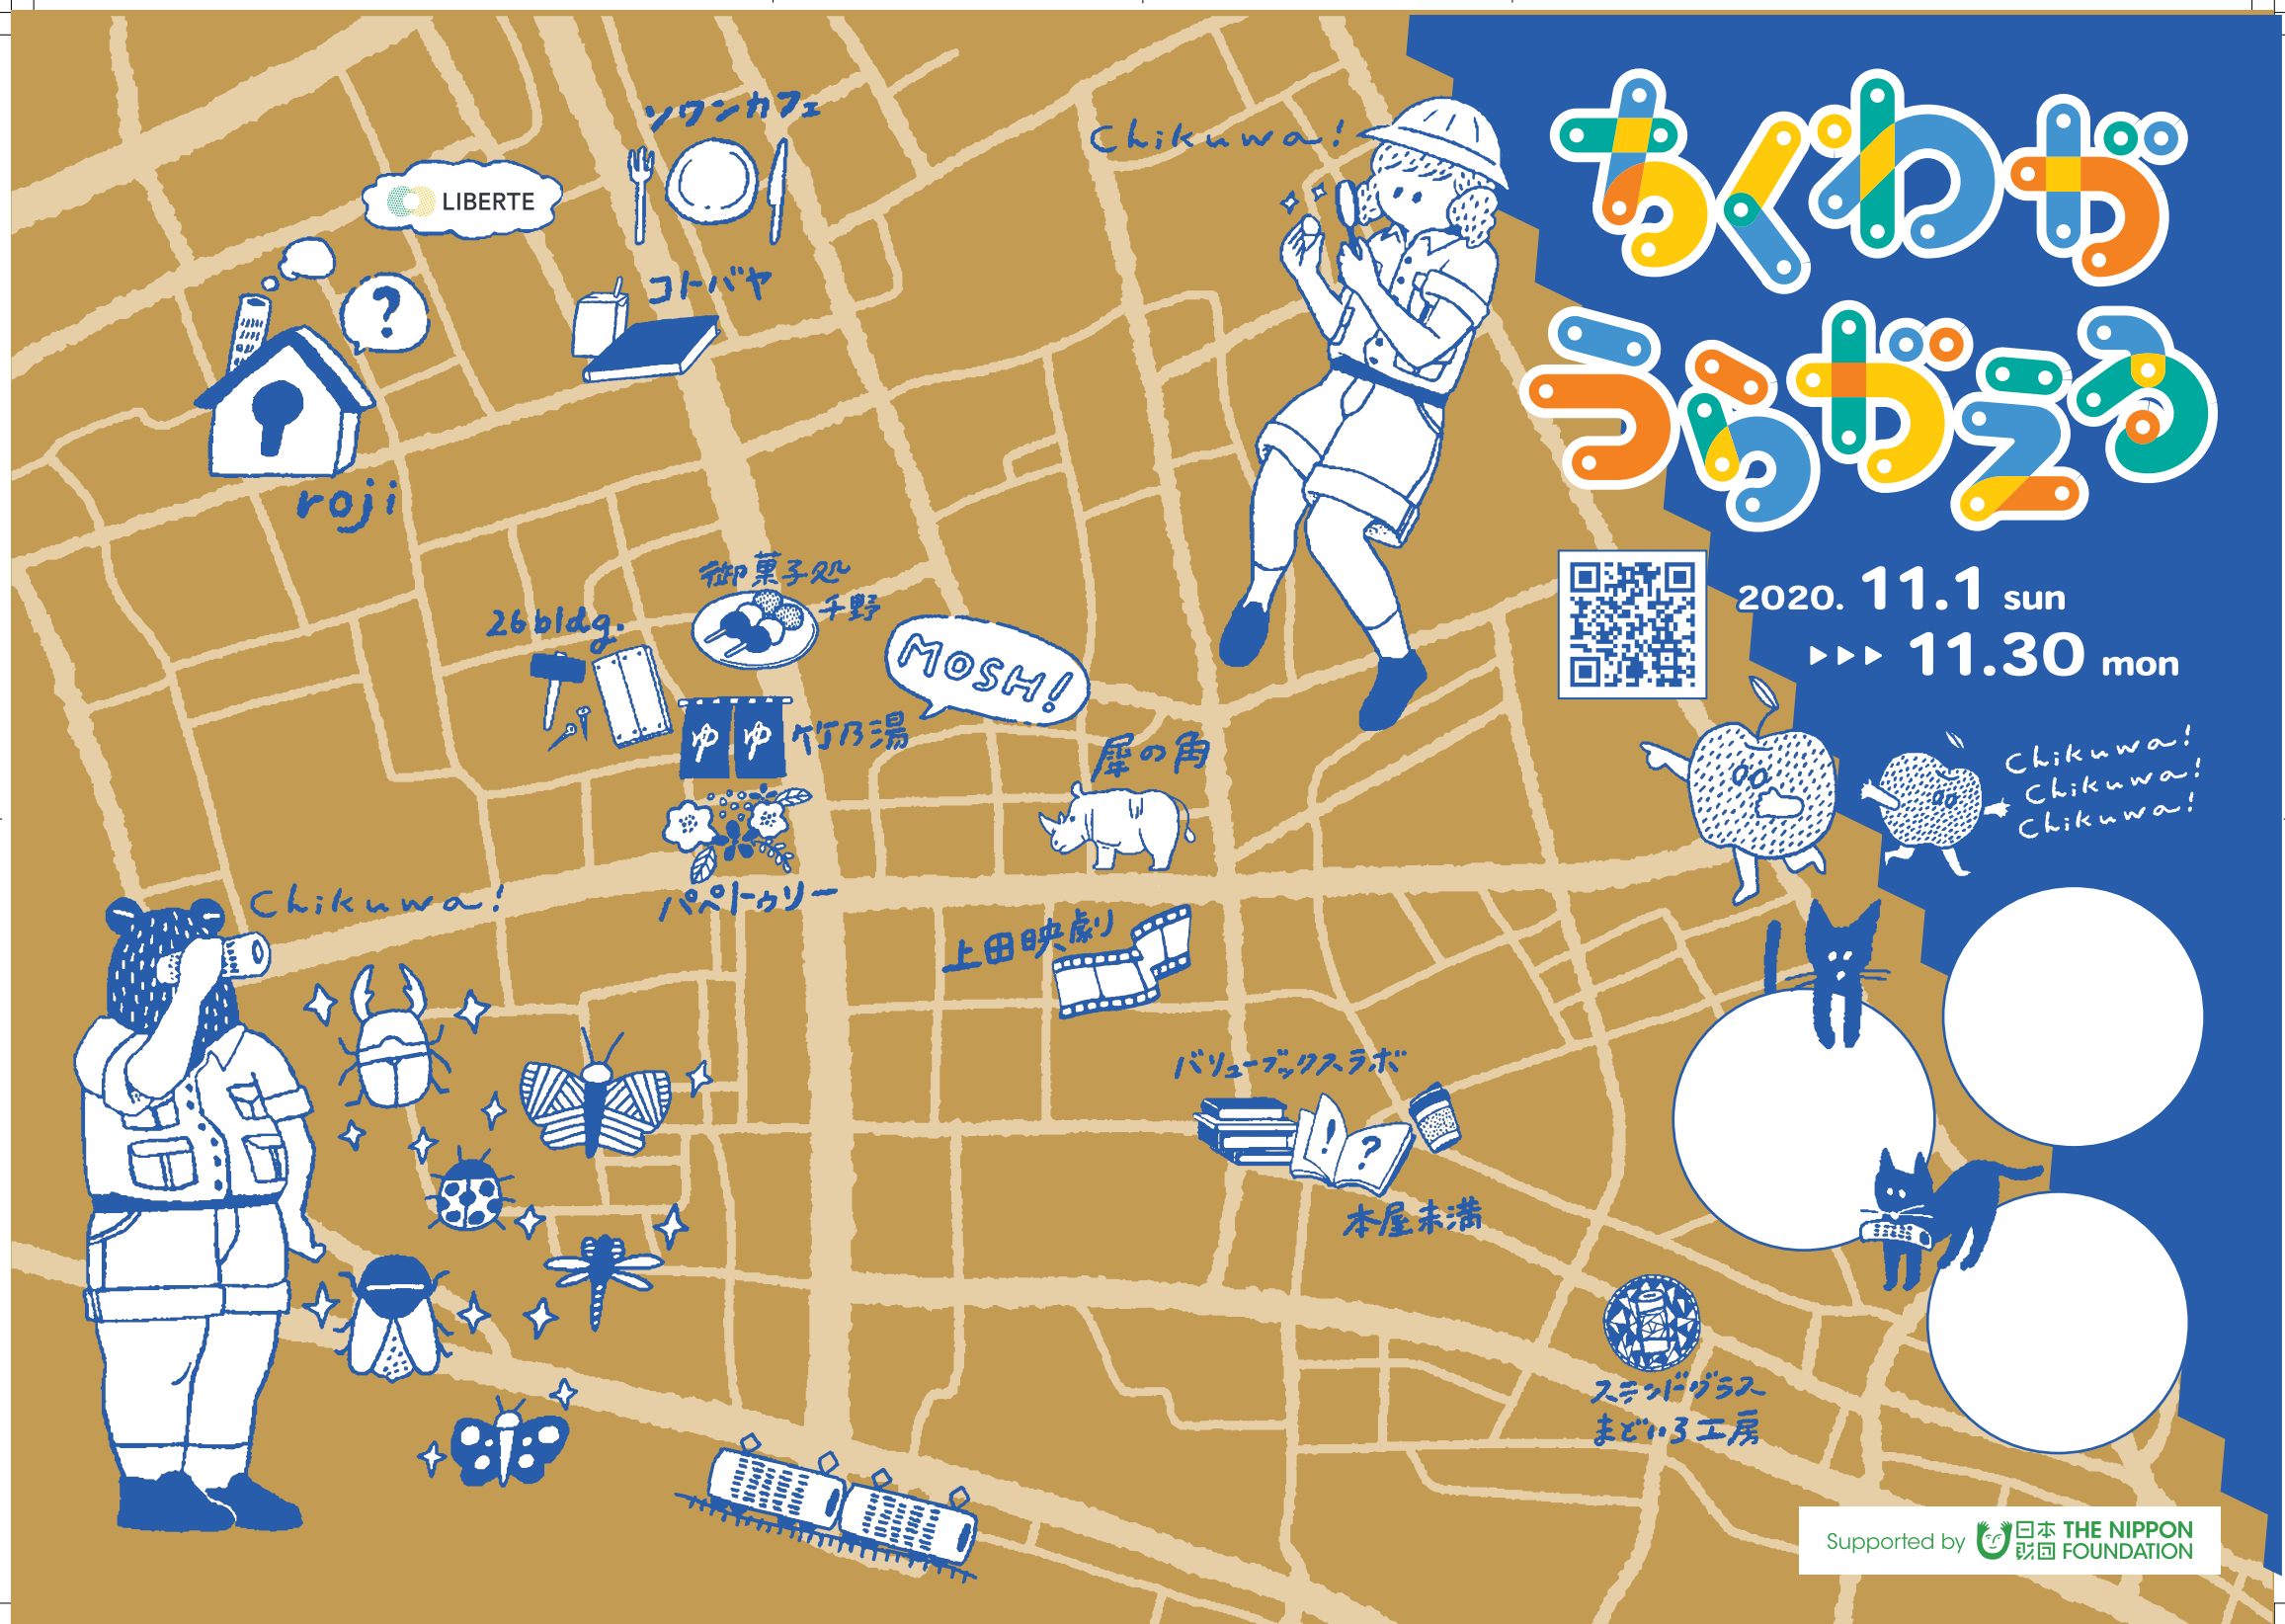 ちくわが
うらがえる
2020. 11.1 sun
▶▶▶ 11.30 mon
Chikuwa!
Chikuwa!
Chikuwa!
Chikuwa!
ソワンカフェ
LIBERTE
コトバヤ
?
roji
御菓子処
千野
26bldg.
MOSH!
ゆ ゆ
竹乃湯
犀の角
パペトゥリー
Chikuwa!
上田映劇
バリューブックスラボ
! ?
本屋未満
ステンドグラス
まどいろ工房
Supported by 日本財団 THE NIPPON FOUNDATION